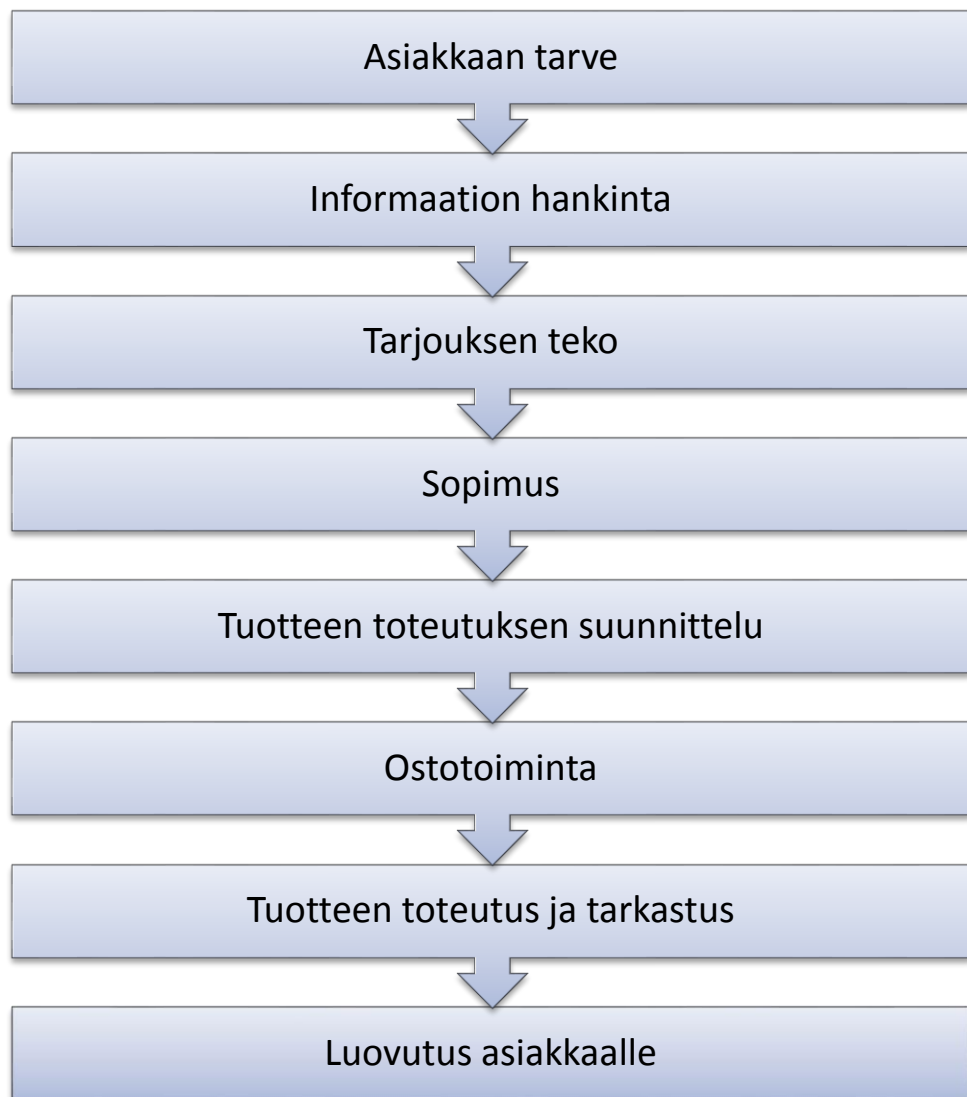 Asiakkaan tarve
Informaation hankinta
Tarjouksen teko
Sopimus
Tuotteen toteutuksen suunnittelu
Ostotoiminta
Tuotteen toteutus ja tarkastus
Luovutus asiakkaalle